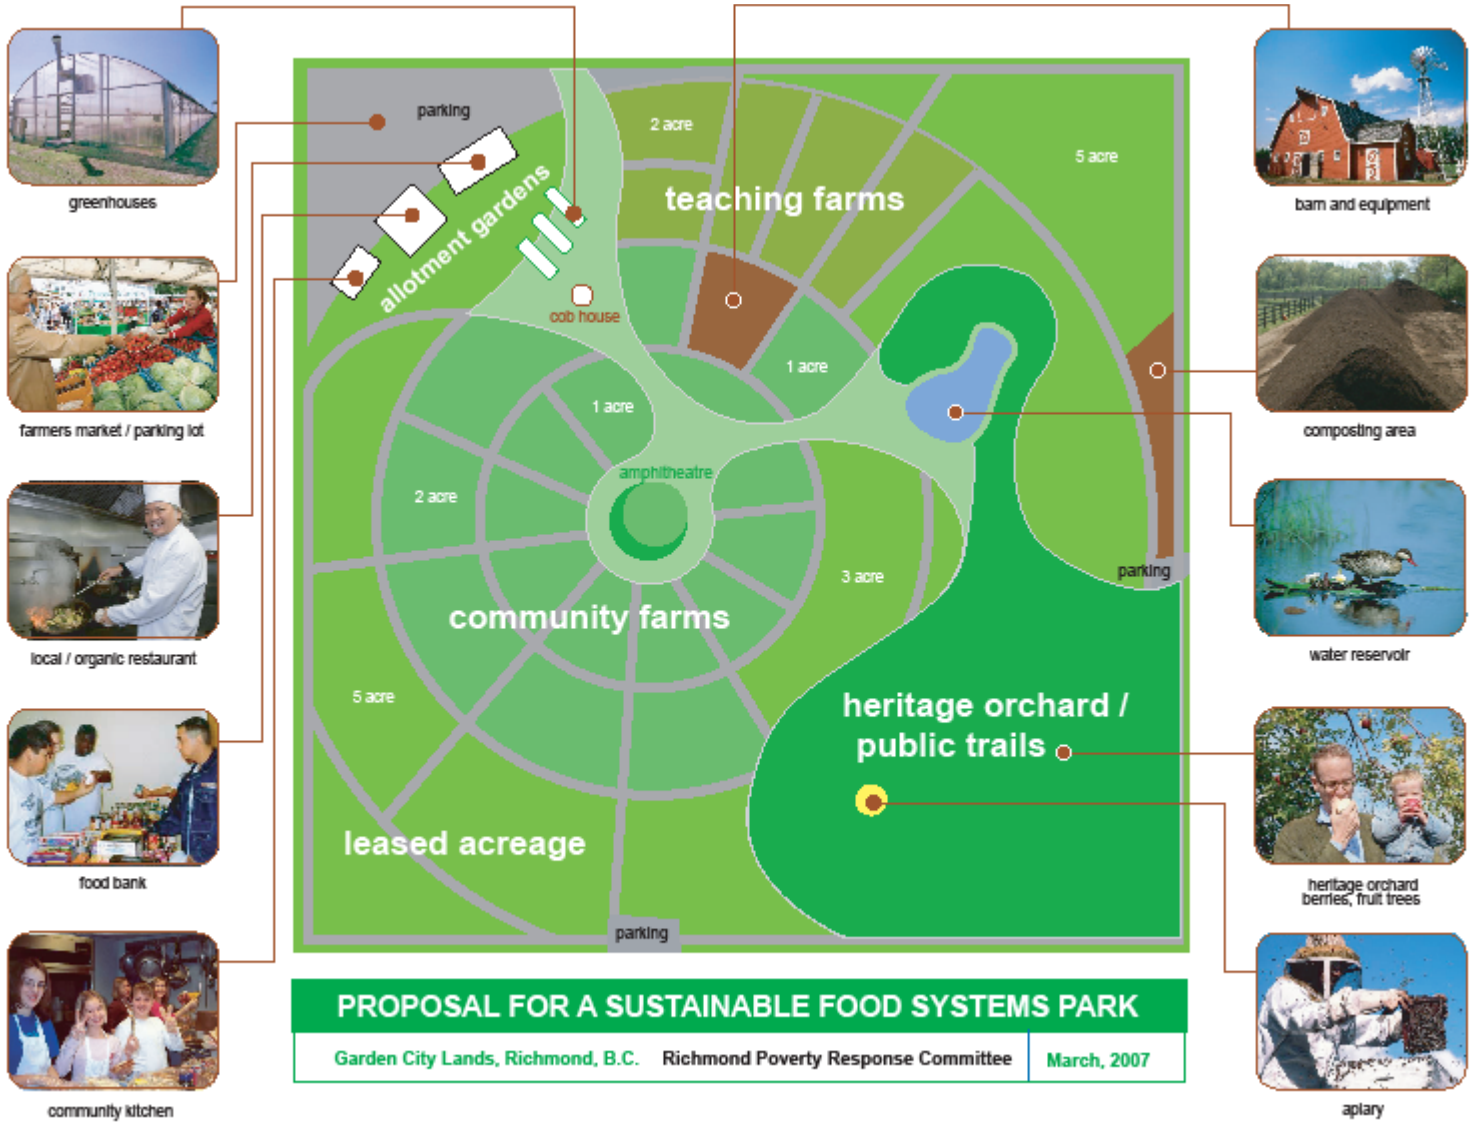 greenhouses
farmers market / parking lot
local / organic restaurant
food bank
community kitchen
parking
allotment gardens
cob house
2 acre
teaching farms
5 acre
1 acre
1 acre
amphitheatre
2 acre
3 acre
community farms
parking
5 acre
heritage orchard /
public trails
leased acreage
parking
barn and equipment
composting area
water reservoir
heritage orchard
berries, fruit trees
apiary
PROPOSAL FOR A SUSTAINABLE FOOD SYSTEMS PARK
Garden City Lands, Richmond, B.C. Richmond Poverty Response Committee March, 2007